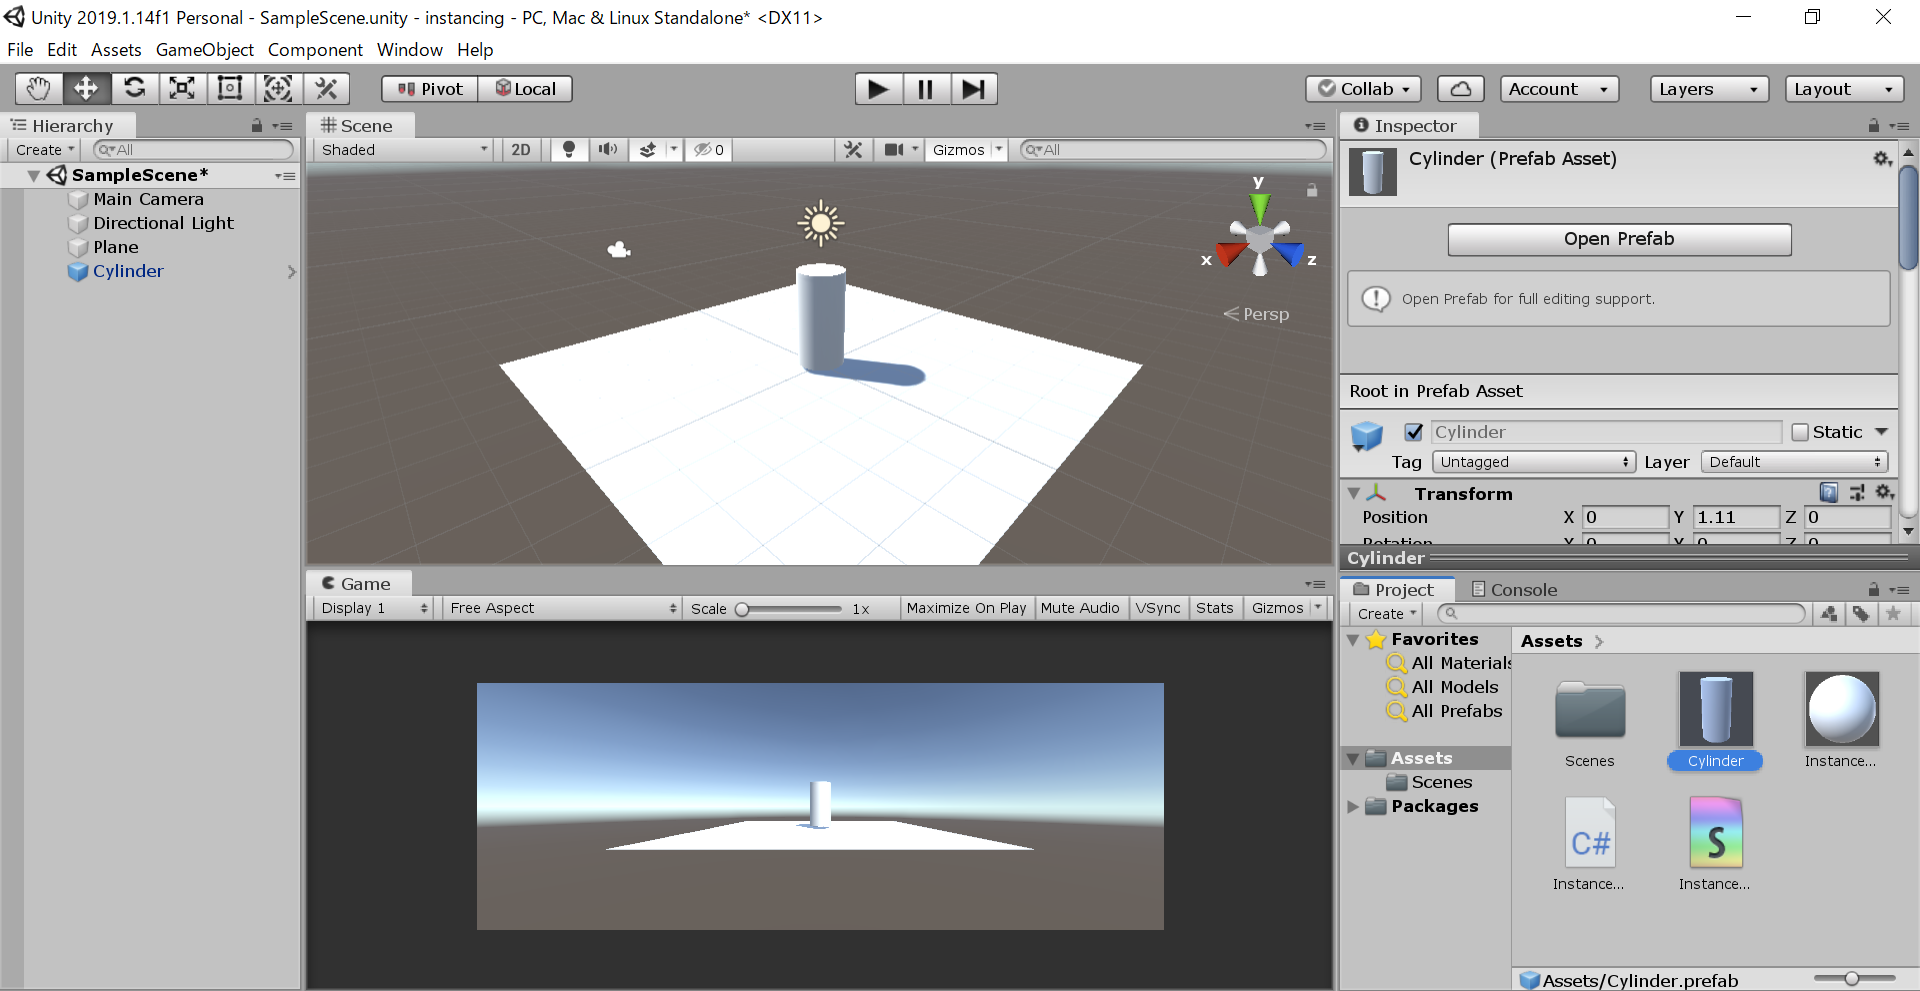 Unity 2019.1.14f1 Personal - SampleScene.unity - instancing - PC, Mac & Linux Standalone* <DX11>
File Edit Assets GameObject Component Window Help
Pivot Local Collab Account Layers Layout
Hierarchy
Create All
SampleScene*
Main Camera
Directional Light
Plane
Cylinder
Scene
Shaded 2D 0 Gizmos All
y
x z
Persp
Game
Display 1 Free Aspect Scale 1x Maximize On Play Mute Audio VSync Stats Gizmos
Inspector
Cylinder (Prefab Asset)
Open Prefab
Open Prefab for full editing support.
Root in Prefab Asset
Cylinder Static
Tag Untagged Layer Default
Transform
Position X 0 Y 1.11 Z 0
Rotation X 0 Y 0 Z 0
Cylinder
Project Console
Create
Favorites
All Materials
All Models
All Prefabs
Assets
Scenes
Packages
Assets
Scenes Cylinder Instance...
C# S
Instance... Instance...
Assets/Cylinder.prefab